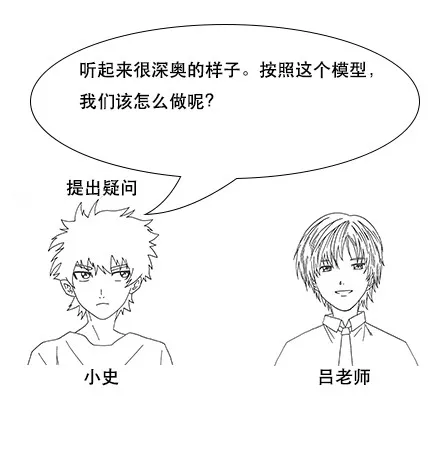 听起来很深奥的样子。按照这个模型，
我们该怎么做呢？
提出疑问
小史
吕老师